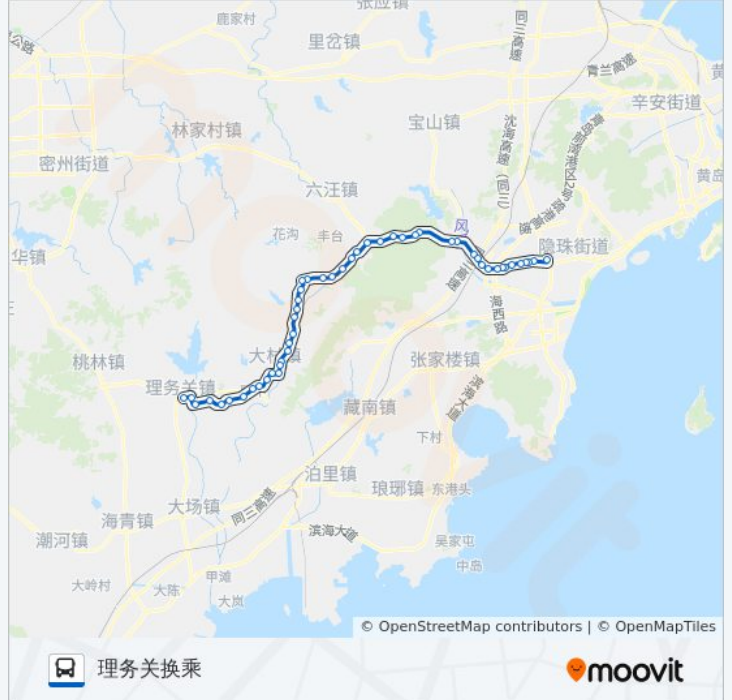 张应镇
鹿家村
同三高速
公路
里岔镇
青兰高速
黄
辛安街道
林家村镇
宝山镇
沈海高速（同三）
密州街道
黄岛
六汪镇
花沟
丰台
风
隐珠街道
华镇
三高速
海西路
桃林镇
大村镇
张家楼镇
理务关镇
滨海大道
藏南镇
下村
泊里镇
琅琊镇
东港头
大场镇
同三高速
海青镇
滨海大道
潮河镇
吴家屯
中岛
甲滩
大岭村
大陈
大岚
© OpenStreetMap contributors | © OpenMapTiles
理务关换乘
moovit